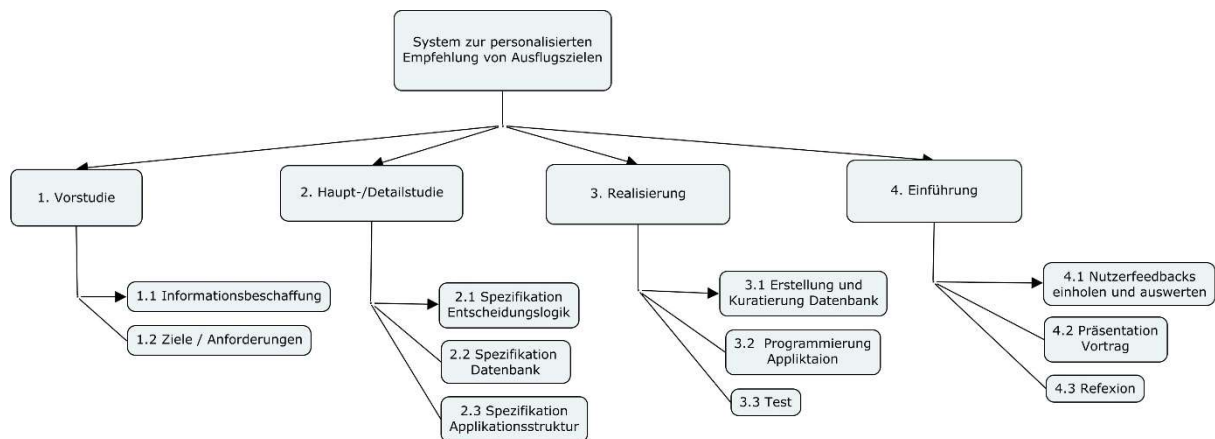 System zur personalisierten
Empfehlung von Ausflugszielen
1. Vorstudie
2. Haupt-/Detailstudie
3. Realisierung
4. Einführung
1.1 Informationsbeschaffung
1.2 Ziele / Anforderungen
2.1 Spezifikation
Entscheidungslogik
2.2 Spezifikation
Datenbank
2.3 Spezifikation
Applikationsstruktur
3.1 Erstellung und
Kuratierung Datenbank
3.2 Programmierung
Appliktaion
3.3 Test
4.1 Nutzerfeedbacks
einholen und auswerten
4.2 Präsentation
Vortrag
4.3 Refexion